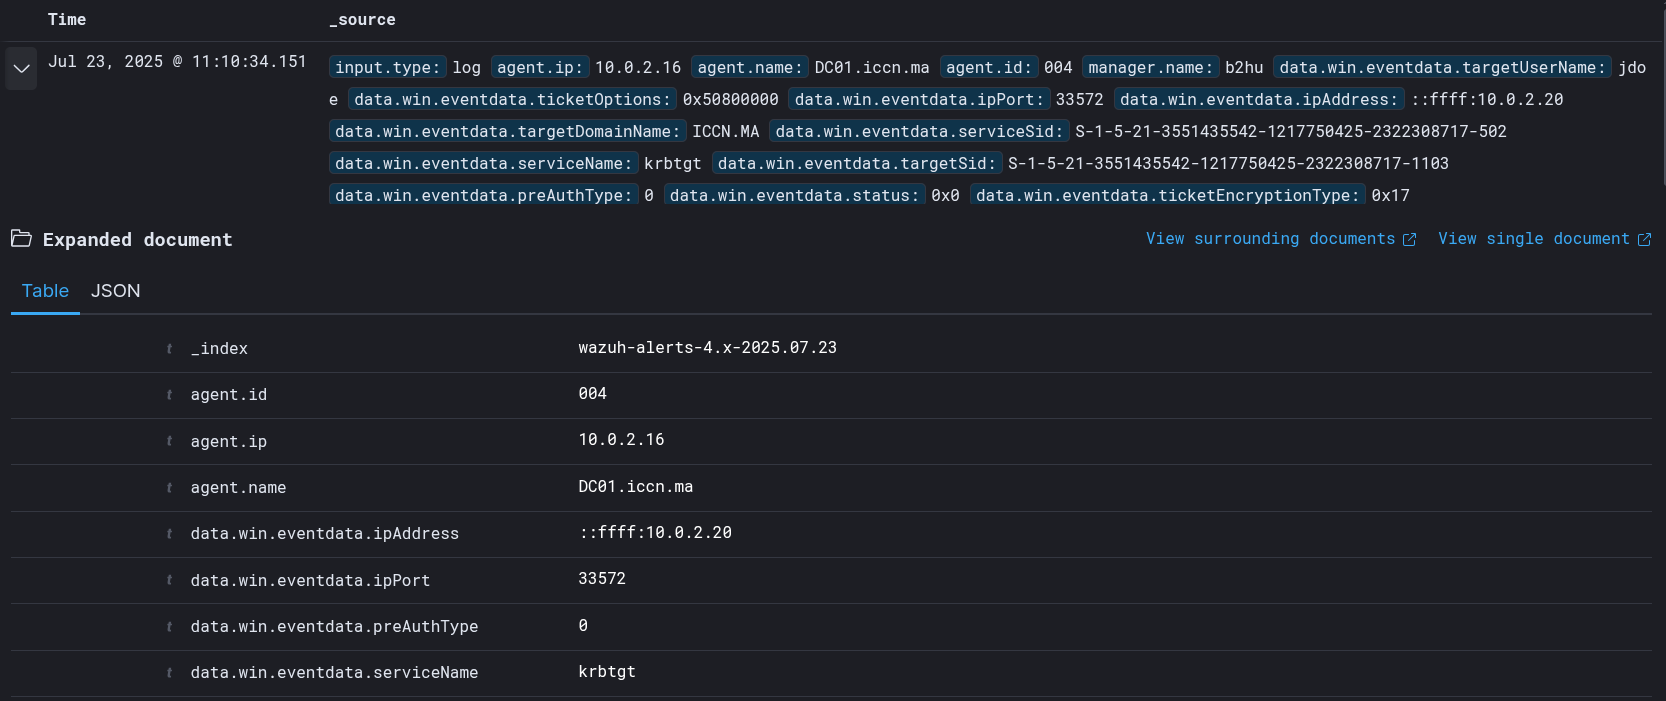 Time _source
Jul 23, 2025 @ 11:10:34.151 input.type: log agent.ip: 10.0.2.16 agent.name: DC01.iccn.ma agent.id: 004 manager.name: b2hu data.win.eventdata.targetUserName: jdo
e data.win.eventdata.ticketOptions: 0x50800000 data.win.eventdata.ipPort: 33572 data.win.eventdata.ipAddress: ::ffff:10.0.2.20
data.win.eventdata.targetDomainName: ICCN.MA data.win.eventdata.serviceSid: S-1-5-21-3551435542-1217750425-2322308717-502
data.win.eventdata.serviceName: krbtgt data.win.eventdata.targetSid: S-1-5-21-3551435542-1217750425-2322308717-1103
data.win.eventdata.preAuthType: 0 data.win.eventdata.status: 0x0 data.win.eventdata.ticketEncryptionType: 0x17
Expanded document View surrounding documents View single document
Table JSON
t _index wazuh-alerts-4.x-2025.07.23
t agent.id 004
t agent.ip 10.0.2.16
t agent.name DC01.iccn.ma
t data.win.eventdata.ipAddress ::ffff:10.0.2.20
t data.win.eventdata.ipPort 33572
t data.win.eventdata.preAuthType 0
t data.win.eventdata.serviceName krbtgt